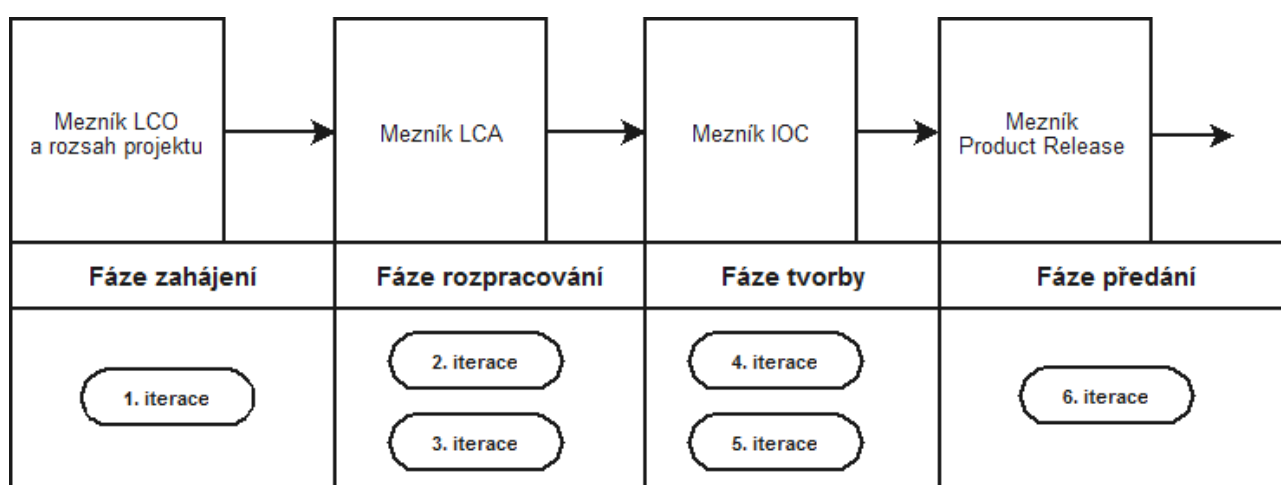 Mezník LCO
a rozsah projektu
Mezník LCA
Mezník IOC
Mezník
Product Release
Fáze zahájení
Fáze rozpracování
Fáze tvorby
Fáze předání
1. iterace
2. iterace
3. iterace
4. iterace
5. iterace
6. iterace